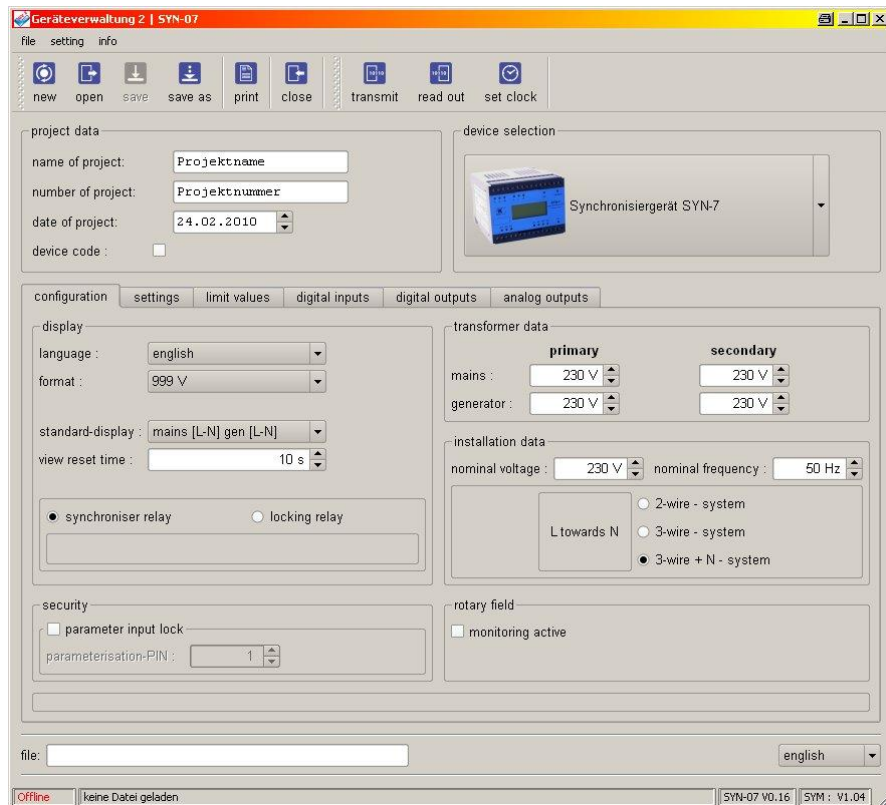 Geräteverwaltung 2 | SYN-07
file setting info
new open save save as print close transmit read out set clock
project data
name of project: Projektname
number of project: Projektnummer
date of project: 24.02.2010
device code :
device selection
Synchronisiergerät SYN-7
configuration settings limit values digital inputs digital outputs analog outputs
display
language : english
format : 999 V
standard-display : mains [L-N] gen [L-N]
view reset time : 10 s
synchroniser relay locking relay
transformer data
primary secondary
mains : 230 V 230 V
generator : 230 V 230 V
installation data
nominal voltage : 230 V nominal frequency : 50 Hz
L towards N
2-wire - system
3-wire - system
3-wire + N - system
security
parameter input lock
parameterisation-PIN : 1
rotary field
monitoring active
file: english
Offline keine Datei geladen SYN-07 V0.16 SYM : V1.04